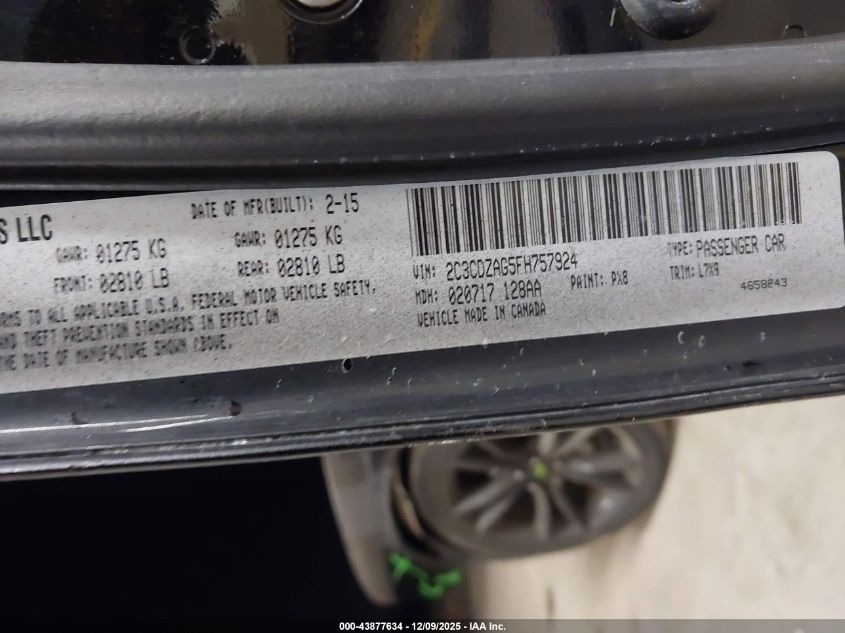 S LLC
DATE OF MFR(BUILT): 2-15
GAWR: 01275 KG
FRONT: 02810 LB
GAWR: 01275 KG
REAR: 02810 LB
RMS TO ALL APPLICABLE U.S.A. FEDERAL MOTOR VEHICLE SAFETY,
AND THEFT PREVENTION STANDARDS IN EFFECT ON
THE DATE OF MANUFACTURE SHOWN ABOVE.
VIN: 2C3CDZAG5FH757924
TYPE: PASSENGER CAR
MDH: 020717 128AA
PAINT: PX8
TRIM: L7X9
VEHICLE MADE IN CANADA
000-43877634 - 12/09/2025 - IAA Inc.